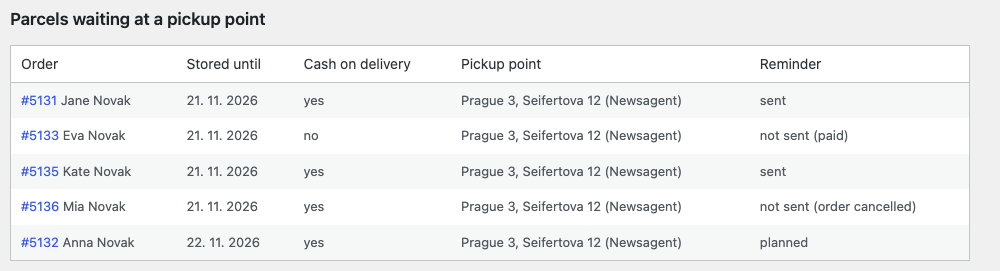 Parcels waiting at a pickup point
Order Stored until Cash on delivery Pickup point Reminder
#5131 Jane Novak 21. 11. 2026 yes Prague 3, Seifertova 12 (Newsagent) sent
#5133 Eva Novak 21. 11. 2026 no Prague 3, Seifertova 12 (Newsagent) not sent (paid)
#5135 Kate Novak 21. 11. 2026 yes Prague 3, Seifertova 12 (Newsagent) sent
#5136 Mia Novak 21. 11. 2026 yes Prague 3, Seifertova 12 (Newsagent) not sent (order cancelled)
#5132 Anna Novak 22. 11. 2026 yes Prague 3, Seifertova 12 (Newsagent) planned